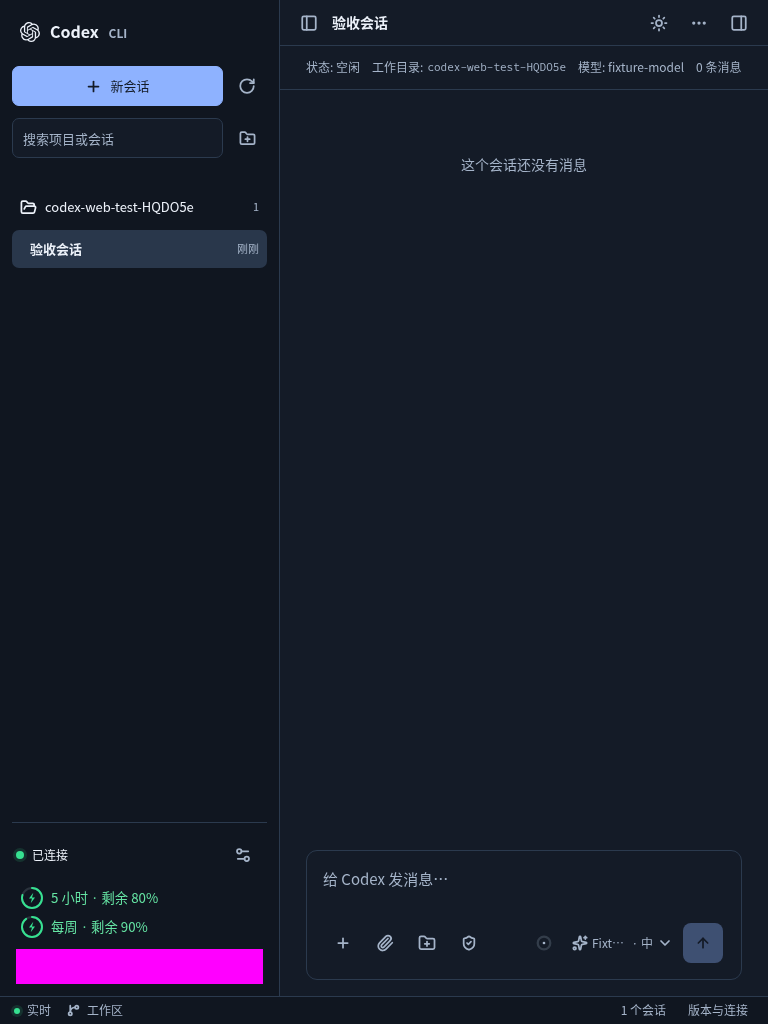 Codex CLI
新会话
搜索项目或会话
codex-web-test-HQDO5e 1
验收会话 刚刚
已连接
5 小时 · 剩余 80%
每周 · 剩余 90%
验收会话
状态: 空闲 工作目录: codex-web-test-HQDO5e 模型: fixture-model 0 条消息
这个会话还没有消息
给 Codex 发消息…
Fixt… · 中
实时 工作区 1 个会话 版本与连接